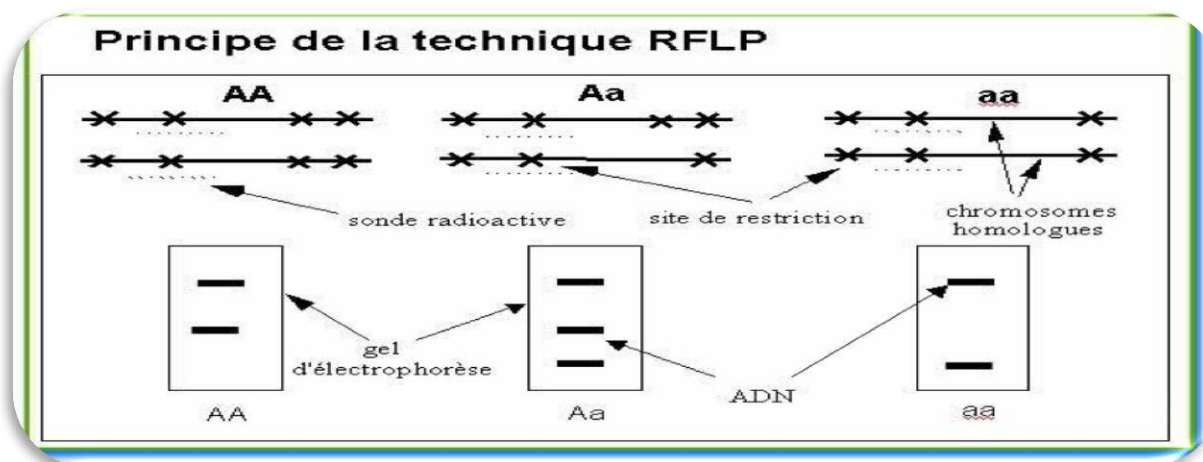 Principe de la technique RFLP
AA
Aa
aa
sonde radioactive
site de restriction
chromosomes
homologues
gel
d'électrophorèse
ADN
AA
Aa
aa